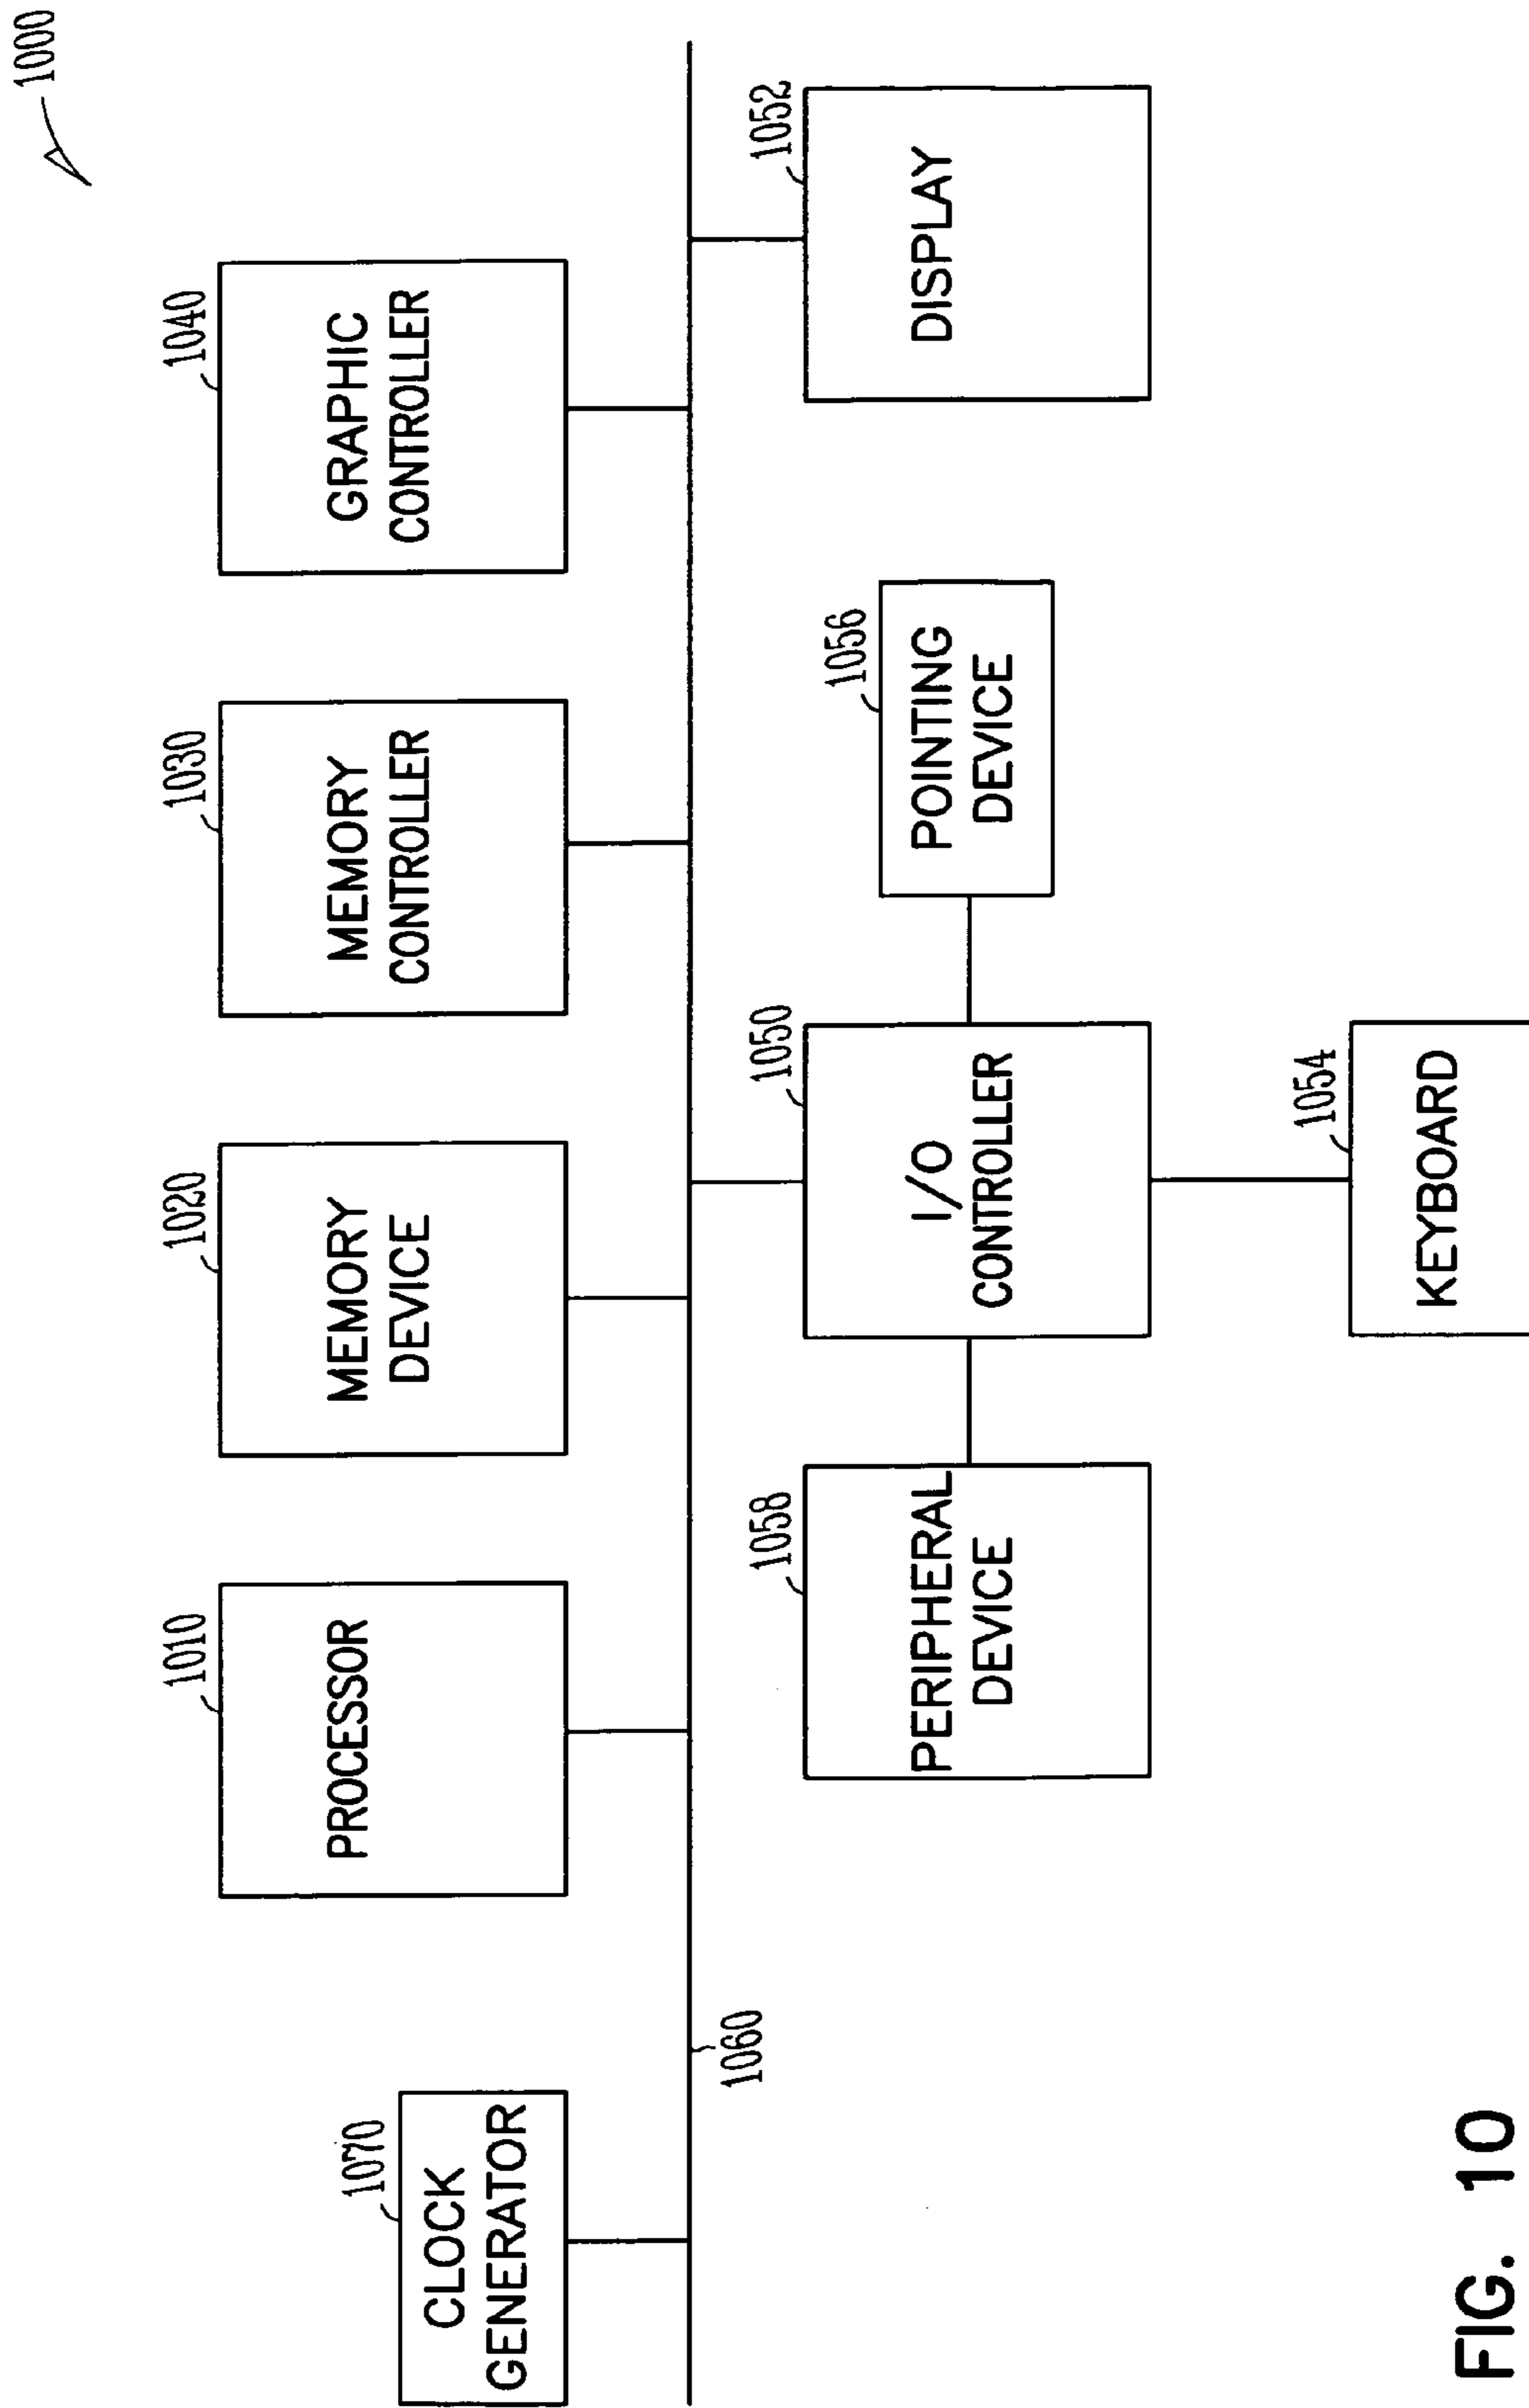 1000
1070
CLOCK
GENERATOR
1010
PROCESSOR
1020
MEMORY
DEVICE
1030
MEMORY
CONTROLLER
1040
GRAPHIC
CONTROLLER
1060
1058
PERIPHERAL
DEVICE
1050
I/O
CONTROLLER
1056
POINTING
DEVICE
1052
DISPLAY
1054
KEYBOARD
FIG. 10